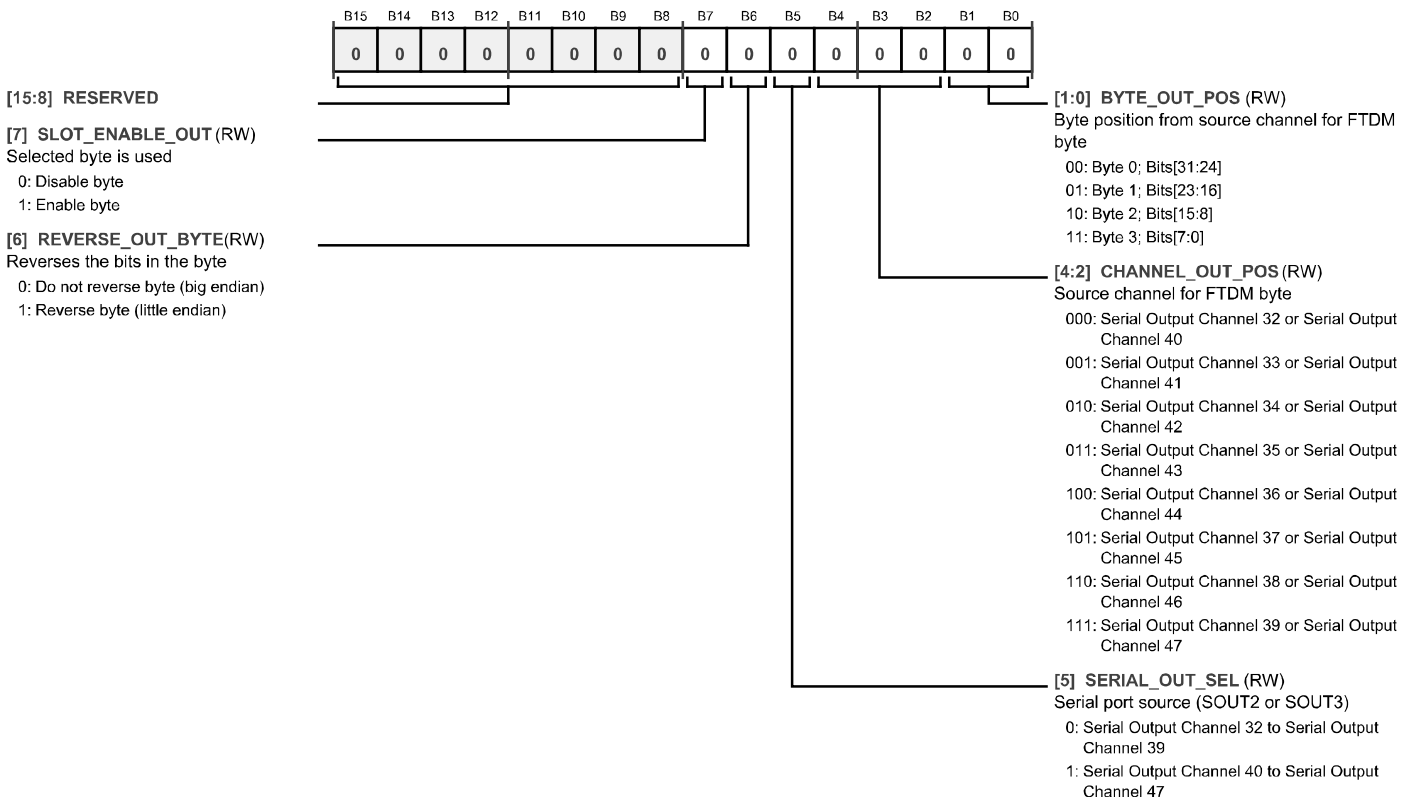 B15 B14 B13 B12 B11 B10 B9 B8 B7 B6 B5 B4 B3 B2 B1 B0
0 0 0 0 0 0 0 0 0 0 0 0 0 0 0 0
[15:8] RESERVED
[7] SLOT_ENABLE_OUT (RW)
Selected byte is used
0: Disable byte
1: Enable byte
[6] REVERSE_OUT_BYTE(RW)
Reverses the bits in the byte
0: Do not reverse byte (big endian)
1: Reverse byte (little endian)
[1:0] BYTE_OUT_POS (RW)
Byte position from source channel for FTDM
byte
00: Byte 0; Bits[31:24]
01: Byte 1; Bits[23:16]
10: Byte 2; Bits[15:8]
11: Byte 3; Bits[7:0]
[4:2] CHANNEL_OUT_POS (RW)
Source channel for FTDM byte
000: Serial Output Channel 32 or Serial Output
Channel 40
001: Serial Output Channel 33 or Serial Output
Channel 41
010: Serial Output Channel 34 or Serial Output
Channel 42
011: Serial Output Channel 35 or Serial Output
Channel 43
100: Serial Output Channel 36 or Serial Output
Channel 44
101: Serial Output Channel 37 or Serial Output
Channel 45
110: Serial Output Channel 38 or Serial Output
Channel 46
111: Serial Output Channel 39 or Serial Output
Channel 47
[5] SERIAL_OUT_SEL (RW)
Serial port source (SOUT2 or SOUT3)
0: Serial Output Channel 32 to Serial Output
Channel 39
1: Serial Output Channel 40 to Serial Output
Channel 47